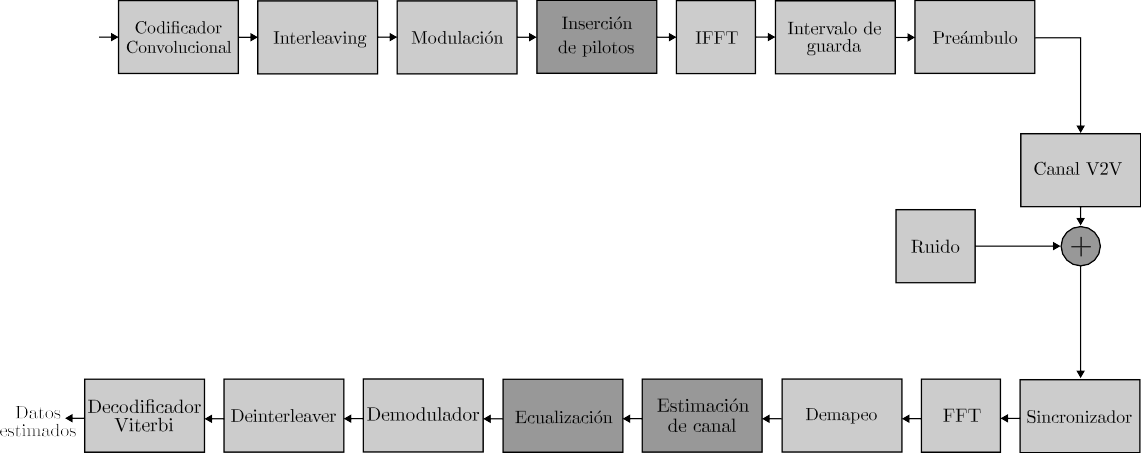 Codificador
Convolucional
Interleaving
Modulación
Inserción
de pilotos
IFFT
Intervalo de
guarda
Preámbulo
Canal V2V
Ruido
+
Sincronizador
FFT
Demapeo
Estimación
de canal
Ecualización
Demodulador
Deinterleaver
Decodificador
Viterbi
Datos
estimados